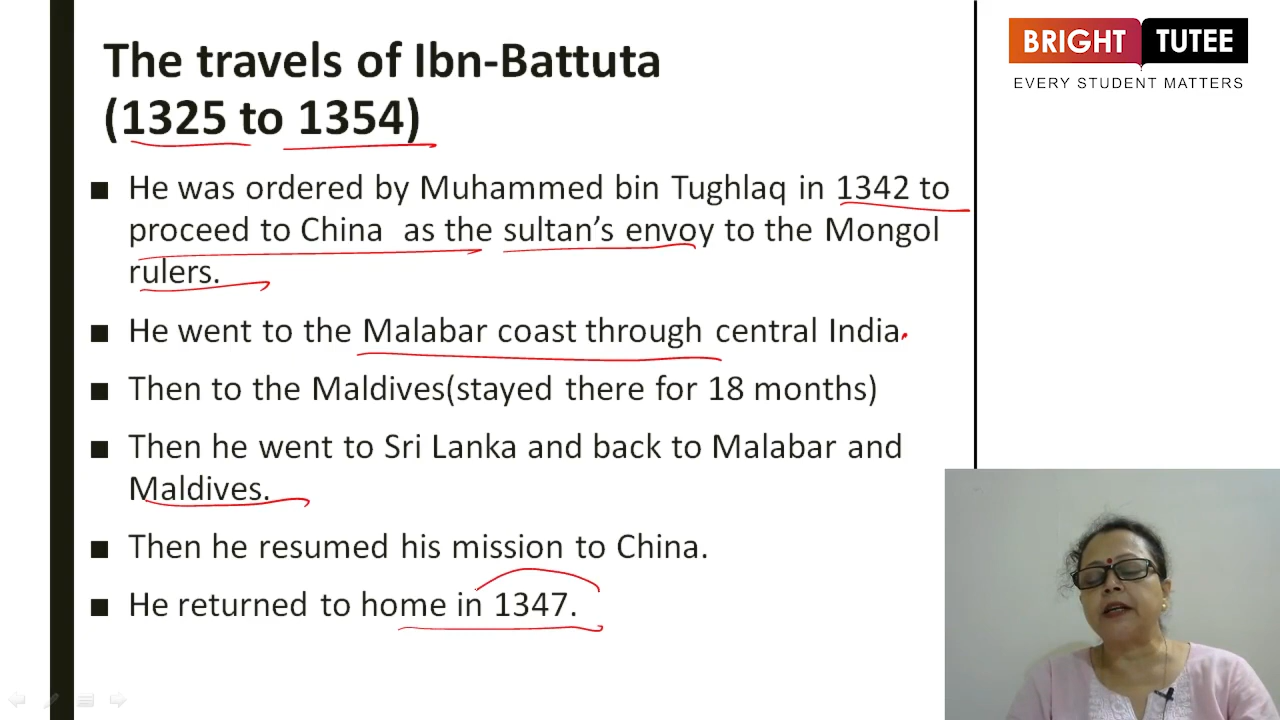 The travels of Ibn-Battuta
(1325 to 1354)
BRIGHT TUTEE
EVERY STUDENT MATTERS
■ He was ordered by Muhammed bin Tughlaq in 1342 to
proceed to China as the sultan's envoy to the Mongol
rulers.
■ He went to the Malabar coast through central India.
■ Then to the Maldives(stayed there for 18 months)
■ Then he went to Sri Lanka and back to Malabar and
Maldives.
■ Then he resumed his mission to China.
■ He returned to home in 1347.